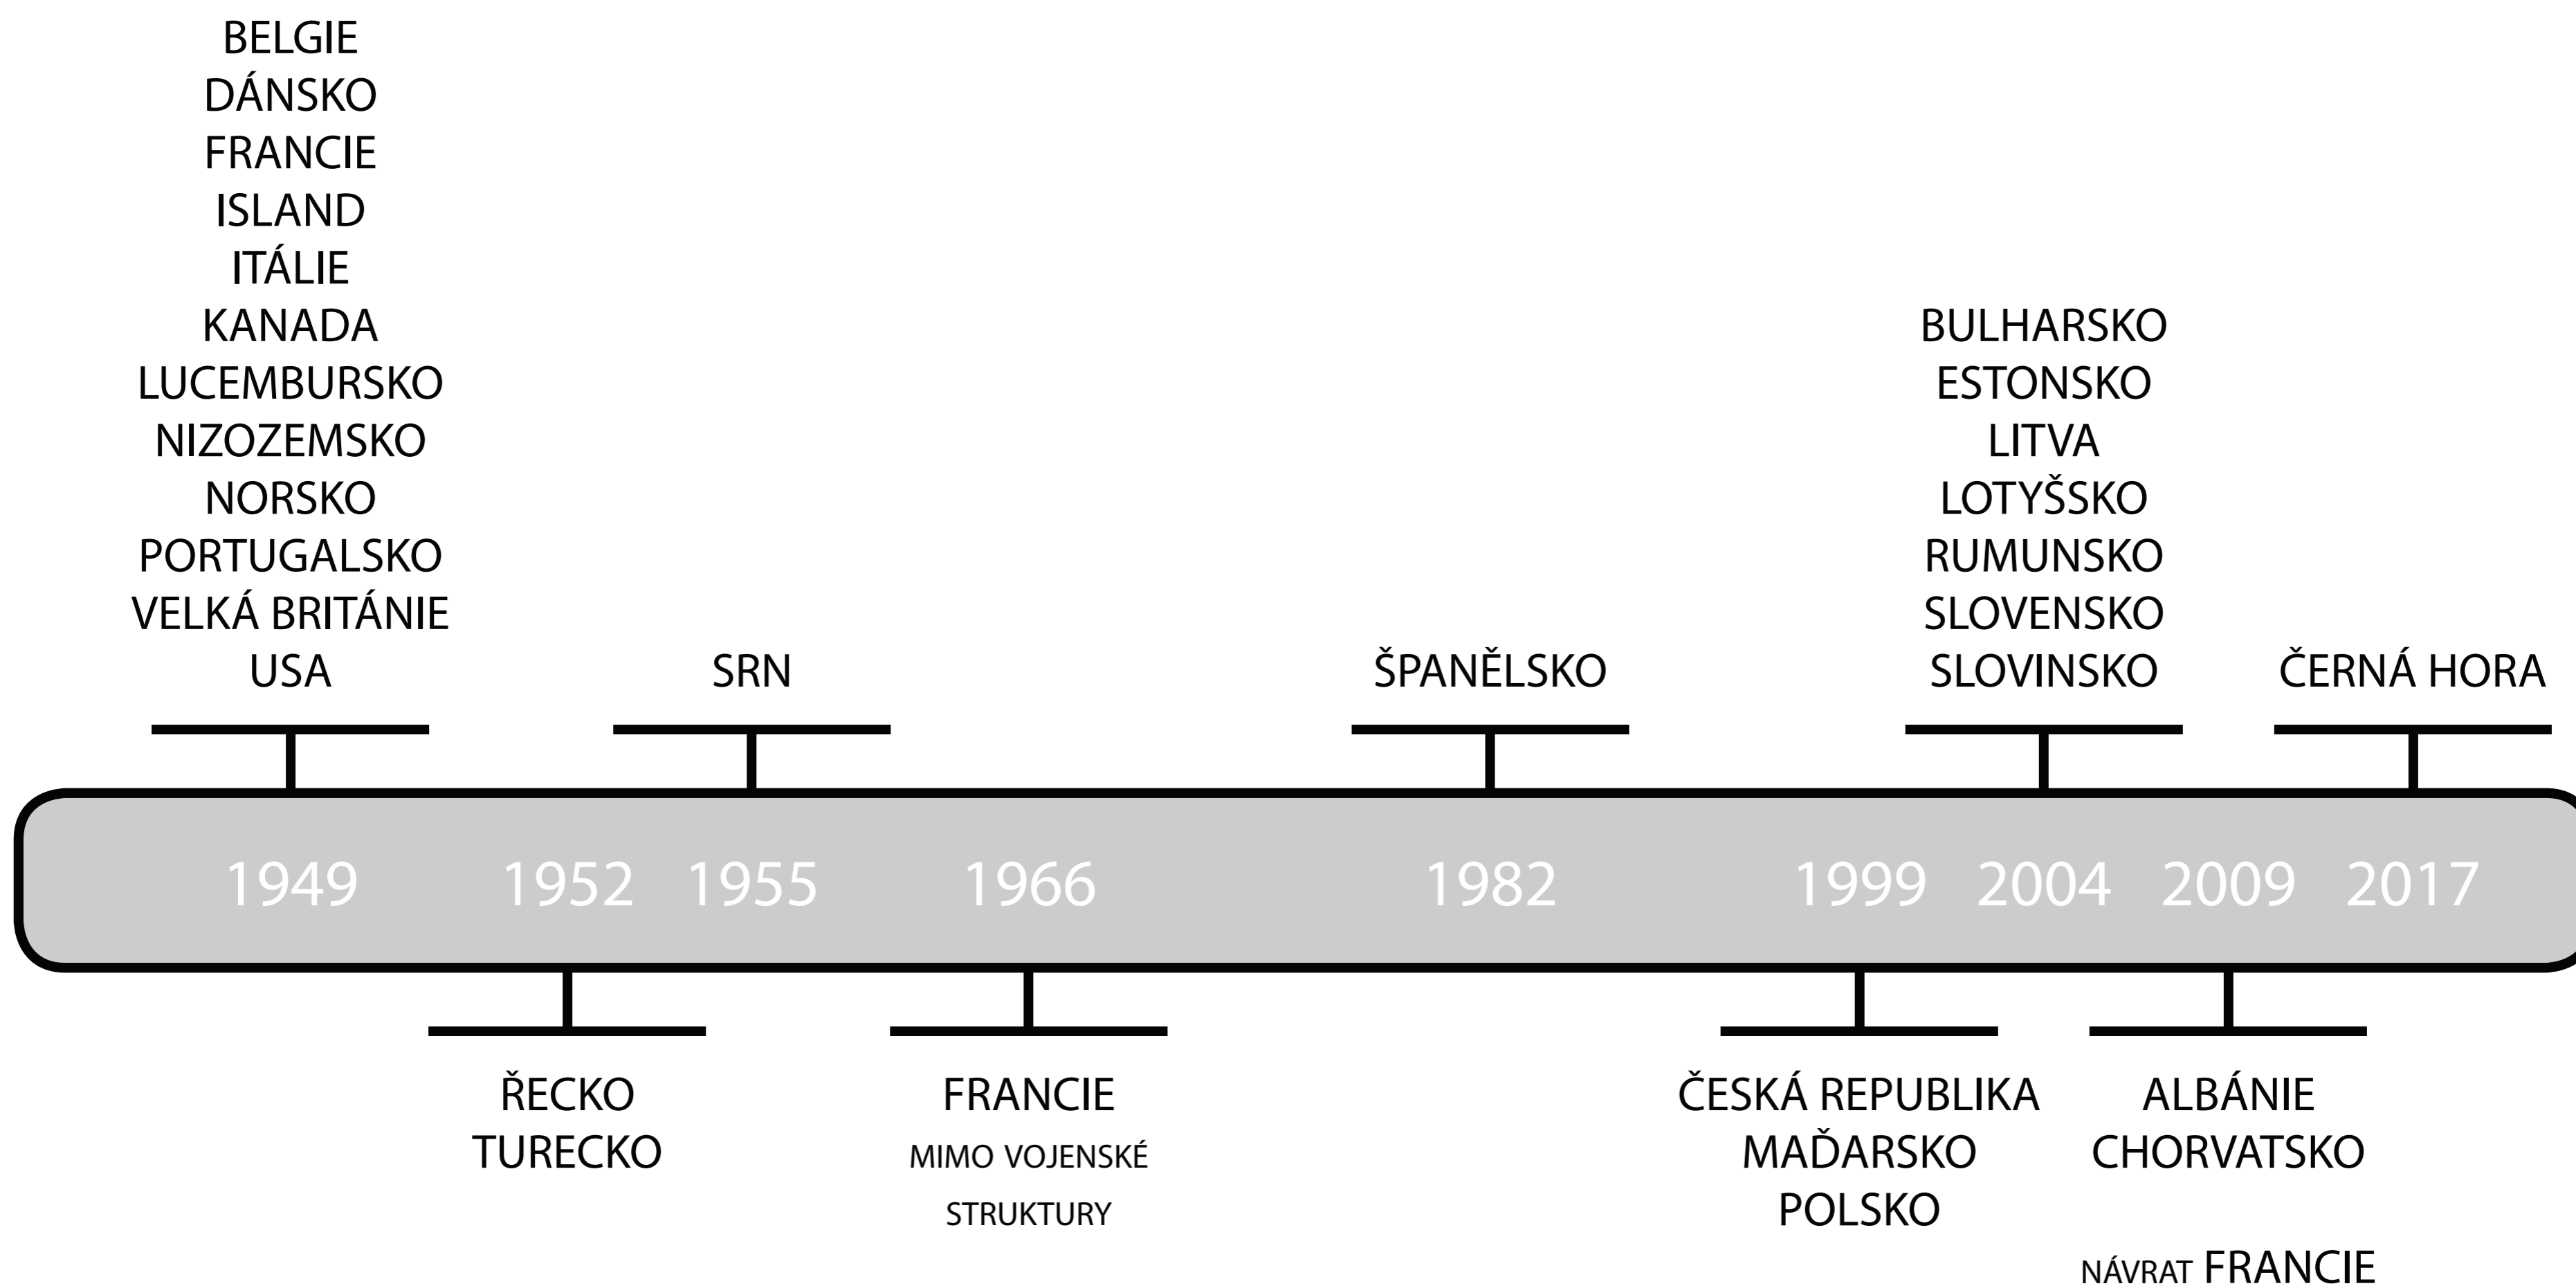 BELGIE
DÁNSKO
FRANCIE
ISLAND
ITÁLIE
KANADA
LUCEMBURSKO
NIZOZEMSKO
NORSKO
PORTUGALSKO
VELKÁ BRITÁNIE
USA
SRN
ŠPANĚLSKO
BULHARSKO
ESTONSKO
LITVA
LOTYŠSKO
RUMUNSKO
SLOVENSKO
SLOVINSKO
ČERNÁ HORA
1949 1952 1955 1966 1982 1999 2004 2009 2017
ŘECKO
TURECKO
FRANCIE
MIMO VOJENSKÉ
STRUKTURY
ČESKÁ REPUBLIKA
MAĎARSKO
POLSKO
ALBÁNIE
CHORVATSKO
NÁVRAT FRANCIE